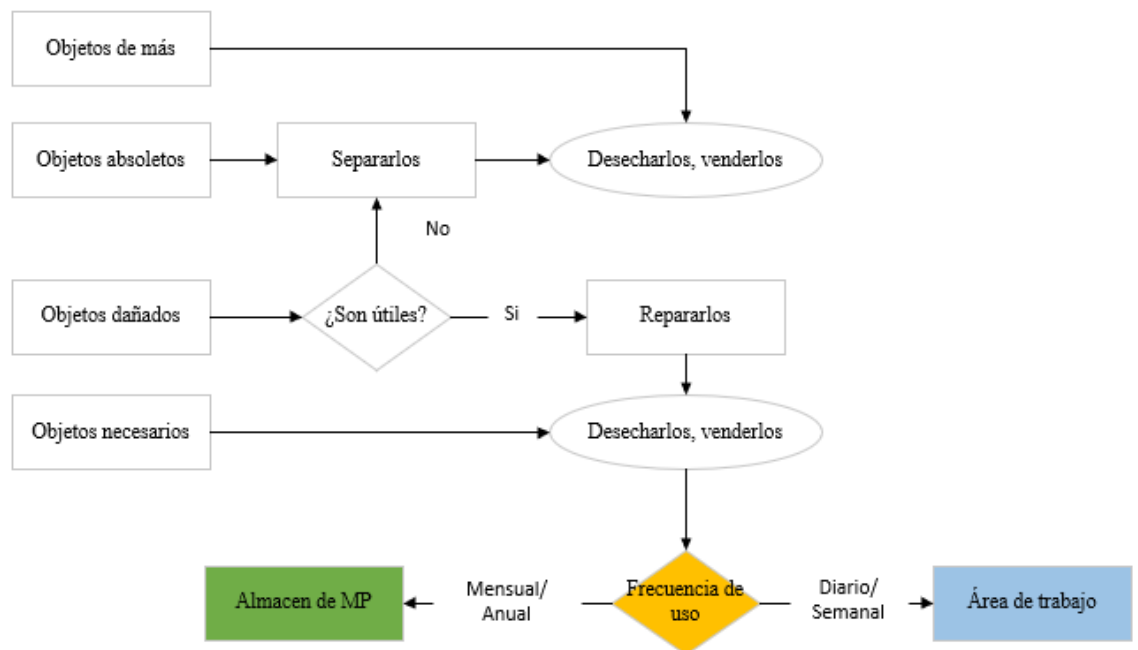 Objetos de más
Objetos absoletos
Separarlos
Desecharlos, venderlos
No
Objetos dañados
¿Son útiles?
Si
Repararlos
Objetos necesarios
Desecharlos, venderlos
Almacen de MP
Mensual/
Anual
Frecuencia de
uso
Diario/
Semanal
Área de trabajo